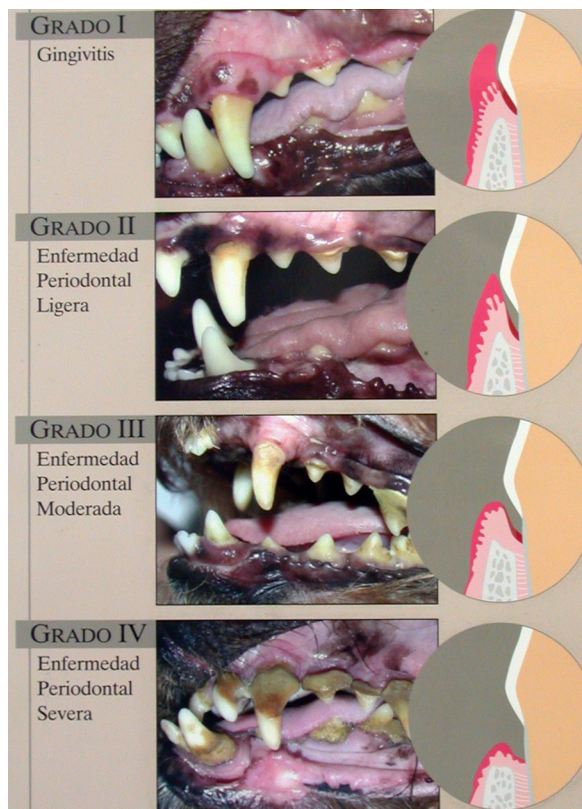 GRADO I
Gingivitis
GRADO II
Enfermedad
Periodontal
Ligera
GRADO III
Enfermedad
Periodontal
Moderada
GRADO IV
Enfermedad
Periodontal
Severa